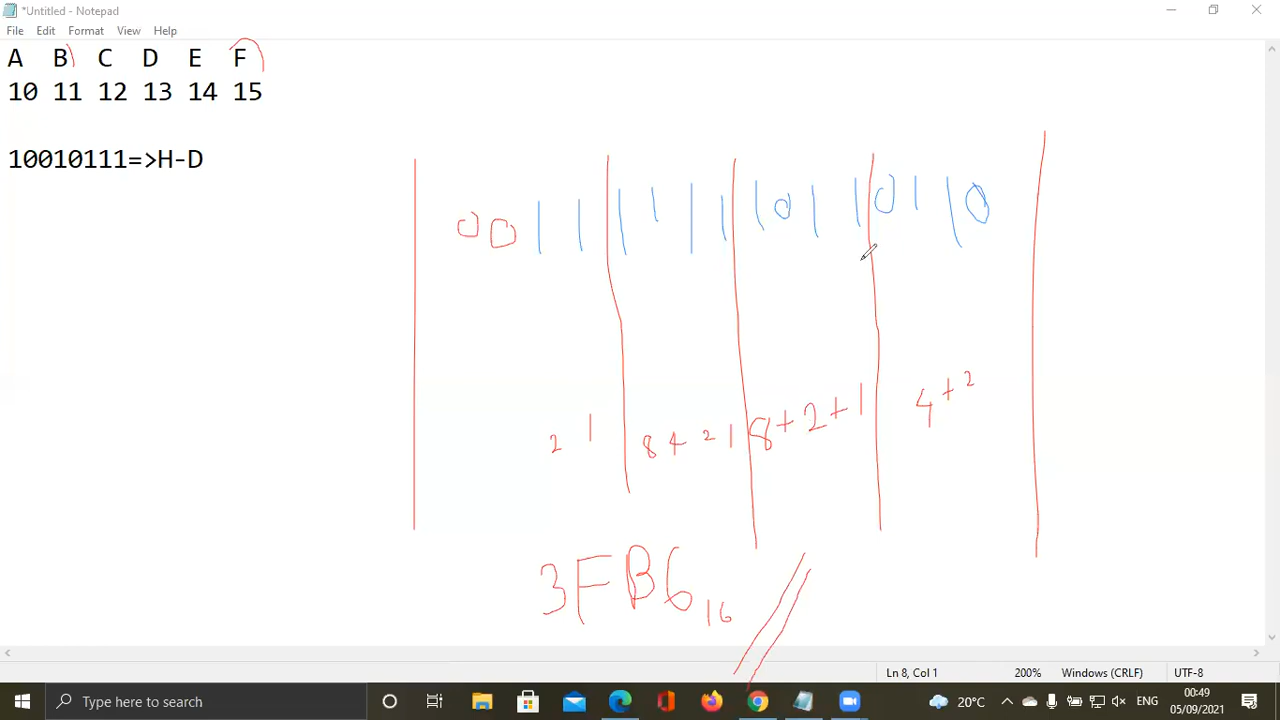 *Untitled - Notepad
File Edit Format View Help
A B C D E F
10 11 12 13 14 15
10010111=>H-D
0 0 1 1 1 1 1 1 1 0 1 1 0 1 1 0
2 1 8 4 2 1 8+2+1 4+2
3FB6 16
Ln 8, Col 1 200% Windows (CRLF) UTF-8
Type here to search
20°C ENG 00:49
05/09/2021